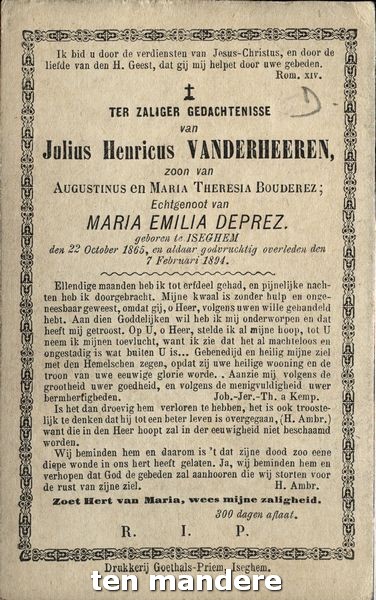 Ik bid u door de verdiensten van Jesus-Christus, en door de
liefde van den H. Geest, dat gij mij helpet door uwe gebeden.
Rom. XIV.
D.
TER ZALIGER GEDACHTENISSE
van
Julius Henricus VANDERHEEREN,
zoon van
AUGUSTINUS en MARIA THERESIA BOUDEREZ;
Echtgenoot van
MARIA EMILIA DEPREZ.
geboren te ISEGHEM
den 22 October 1865, en aldaar godvruchtig overleden den
7 Februari 1894.
Ellendige maanden heb ik tot erfdeel gehad, en pijnelijke nach-
ten heb ik doorgebracht. Mijne kwaal is zonder hulp en onge-
neesbaar geweest, omdat gij, o Heer, volgens uwen wille gehandeld
hebt. Aan dien Goddelijken wil heb ik mij onderworpen en dat
heeft mij getroost. Op U, o Heer, stelde ik al mijne hoop, tot U
neem ik mijnen toevlucht, want ik zie dat het al machteloos en
ongestadig is wat buiten U is... Gebenedijd en heilig mijne ziel
met den Hemelschen zegen, opdat zij uwe heilige wooning en de
troon van uwe eeuwige glorie worde.. Aanzie mij volgens de
grootheid uwer goedheid, en volgens de menigvuldigheid uwer
bermherfigheden. Joh.-Jer.-Th. a Kemp.
Is het dan droevig hem verloren te hebben, het is ook trooste-
lijk te denken dat hij tot een beter leven is overgegaan, (H. Ambr.)
want die in den Heer hoopt zal in der eeuwigheid niet beschaamd
worden.
Wij beminden hem en daarom is 't dat zijne dood zoo eene
diepe wonde in ons hert heeft gelaten. Ja, wij beminden hem en
verhopen dat God de gebeden zal aanhooren die wij storten voor
de rust van zijne ziel. H. Ambr.
Zoet Hert van Maria, wees mijne zaligheid.
300 dagen aflaat.
R. I. P.
Drukkerij Goethals-Priem, Iseghem.
ten mandere